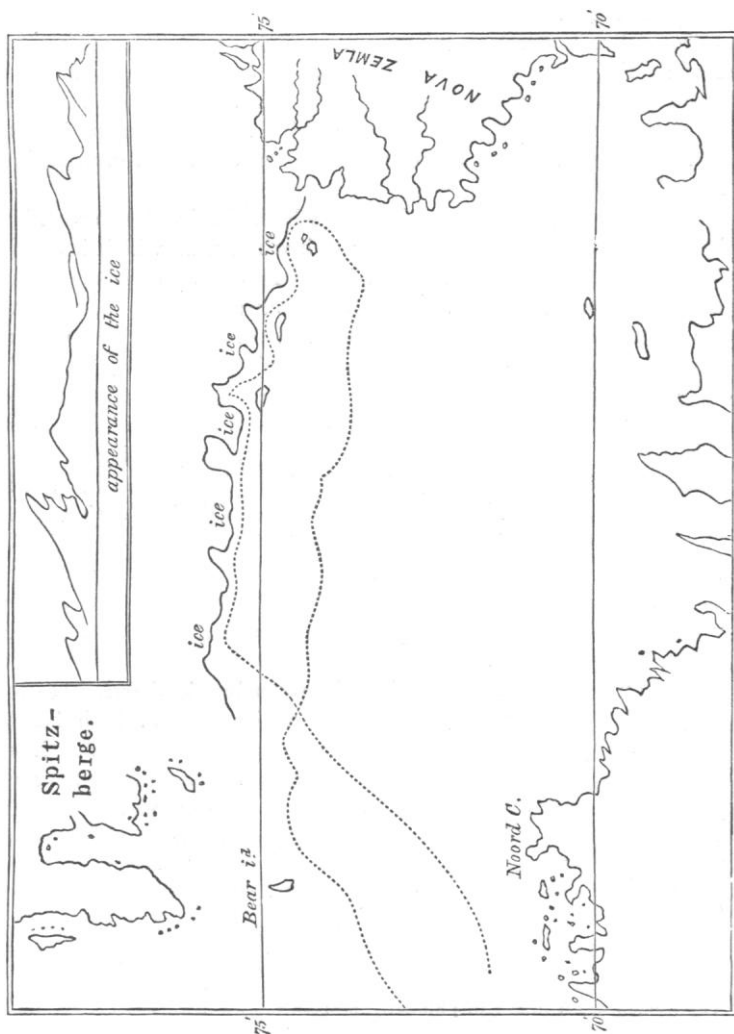 appearance of the ice
Spitz-
berge.
75'
75'
ice
ice
ice
ice
ice
Bear i.d
NOVA
ZEMLA
Noord C.
70'
70'